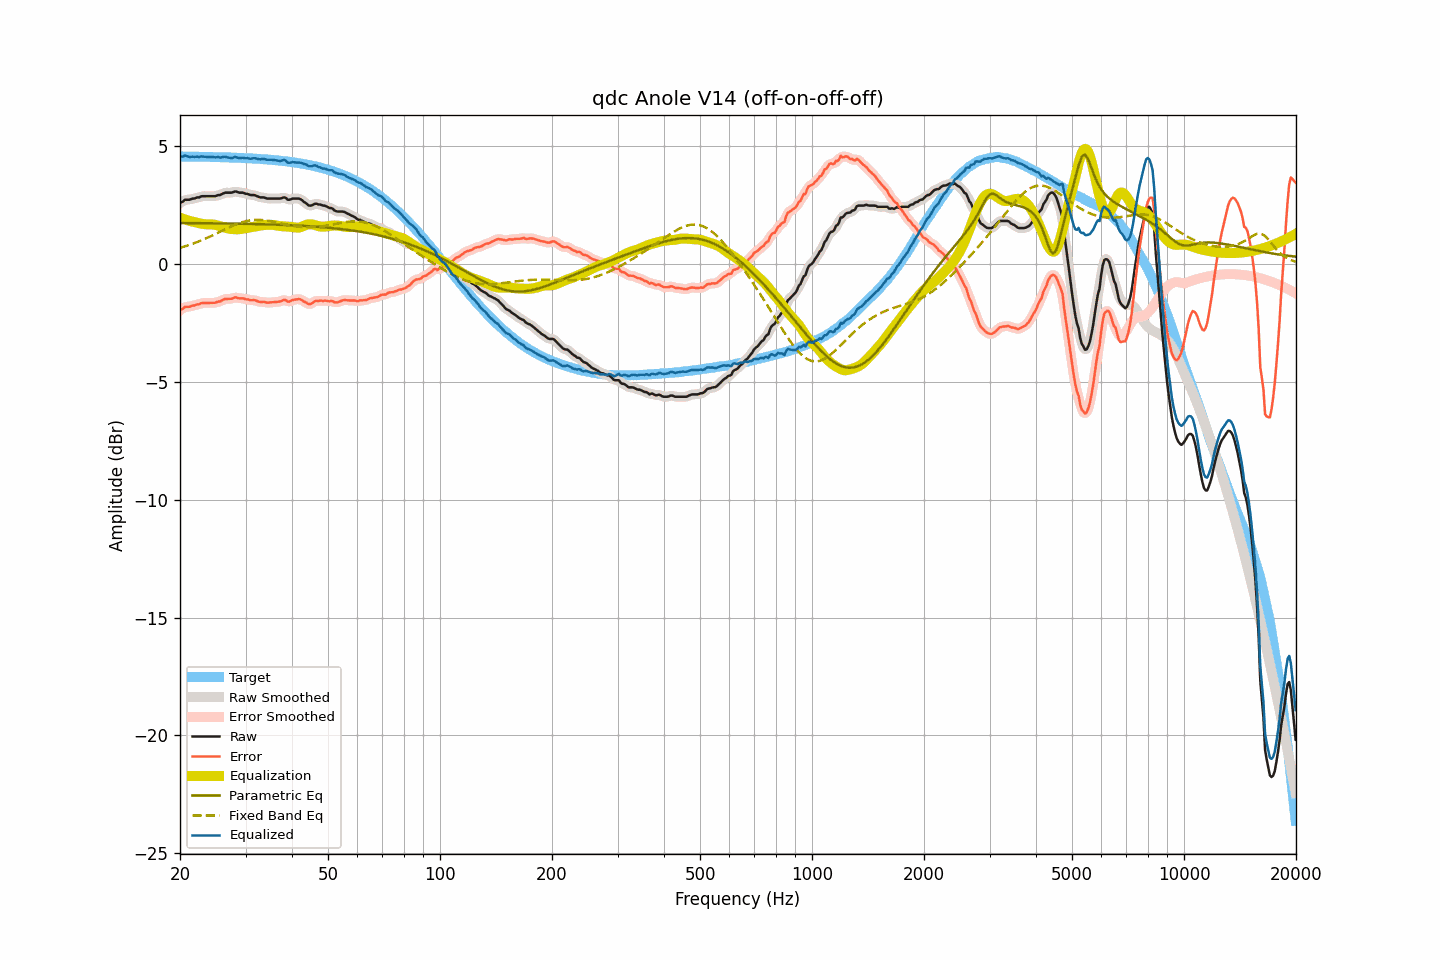 qdc Anole V14 (off-on-off-off)
5
0
−5
−10
−15
−20
−25
Amplitude (dBr)
Target
Raw Smoothed
Error Smoothed
Raw
Error
Equalization
Parametric Eq
Fixed Band Eq
Equalized
20 50 100 200 500 1000 2000 5000 10000 20000
Frequency (Hz)